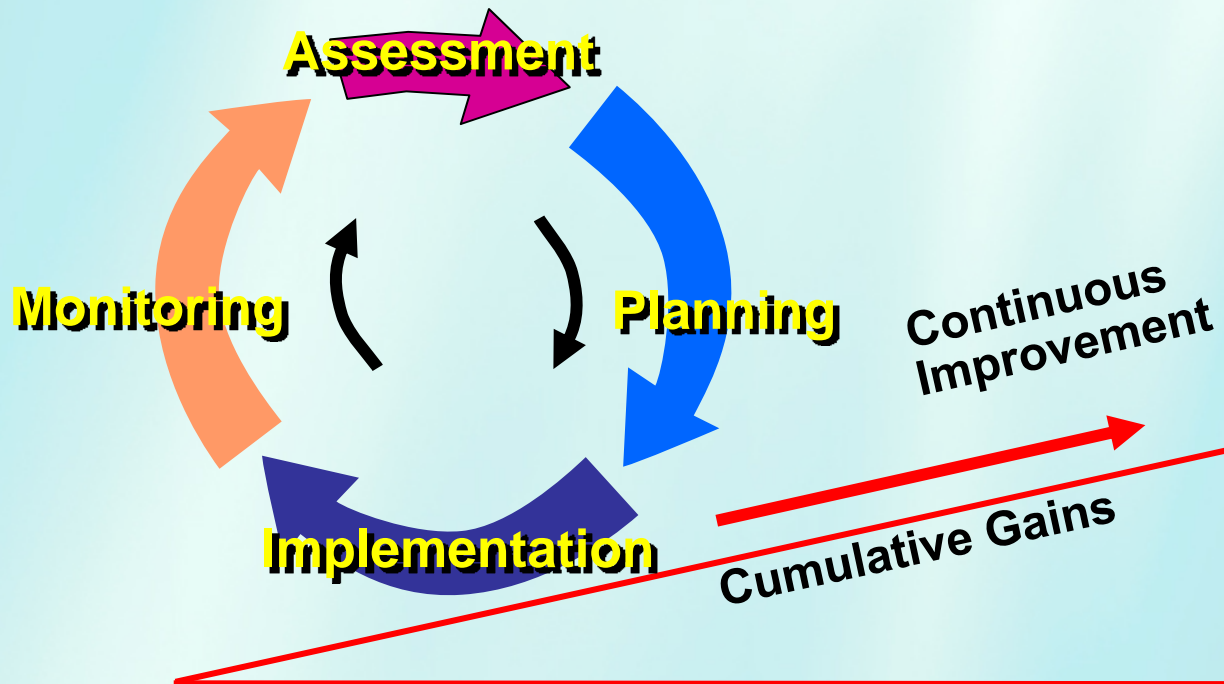 Assessment
Monitoring
Planning
Implementation
Continuous
Improvement
Cumulative Gains